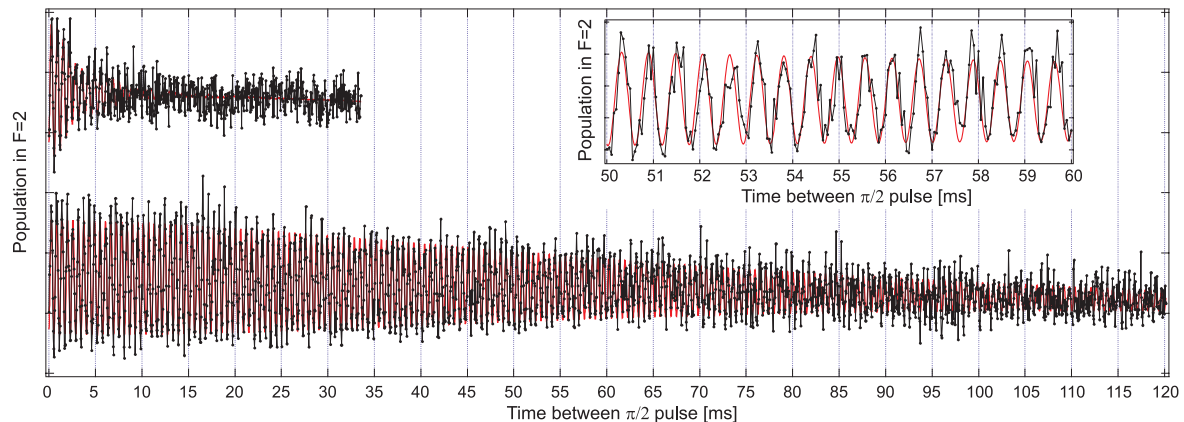 Population in F=2
Population in F=2
50 51 52 53 54 55 56 57 58 59 60
Time between π/2 pulse [ms]
0 5 10 15 20 25 30 35 40 45 50 55 60 65 70 75 80 85 90 95 100 105 110 115 120
Time between π/2 pulse [ms]